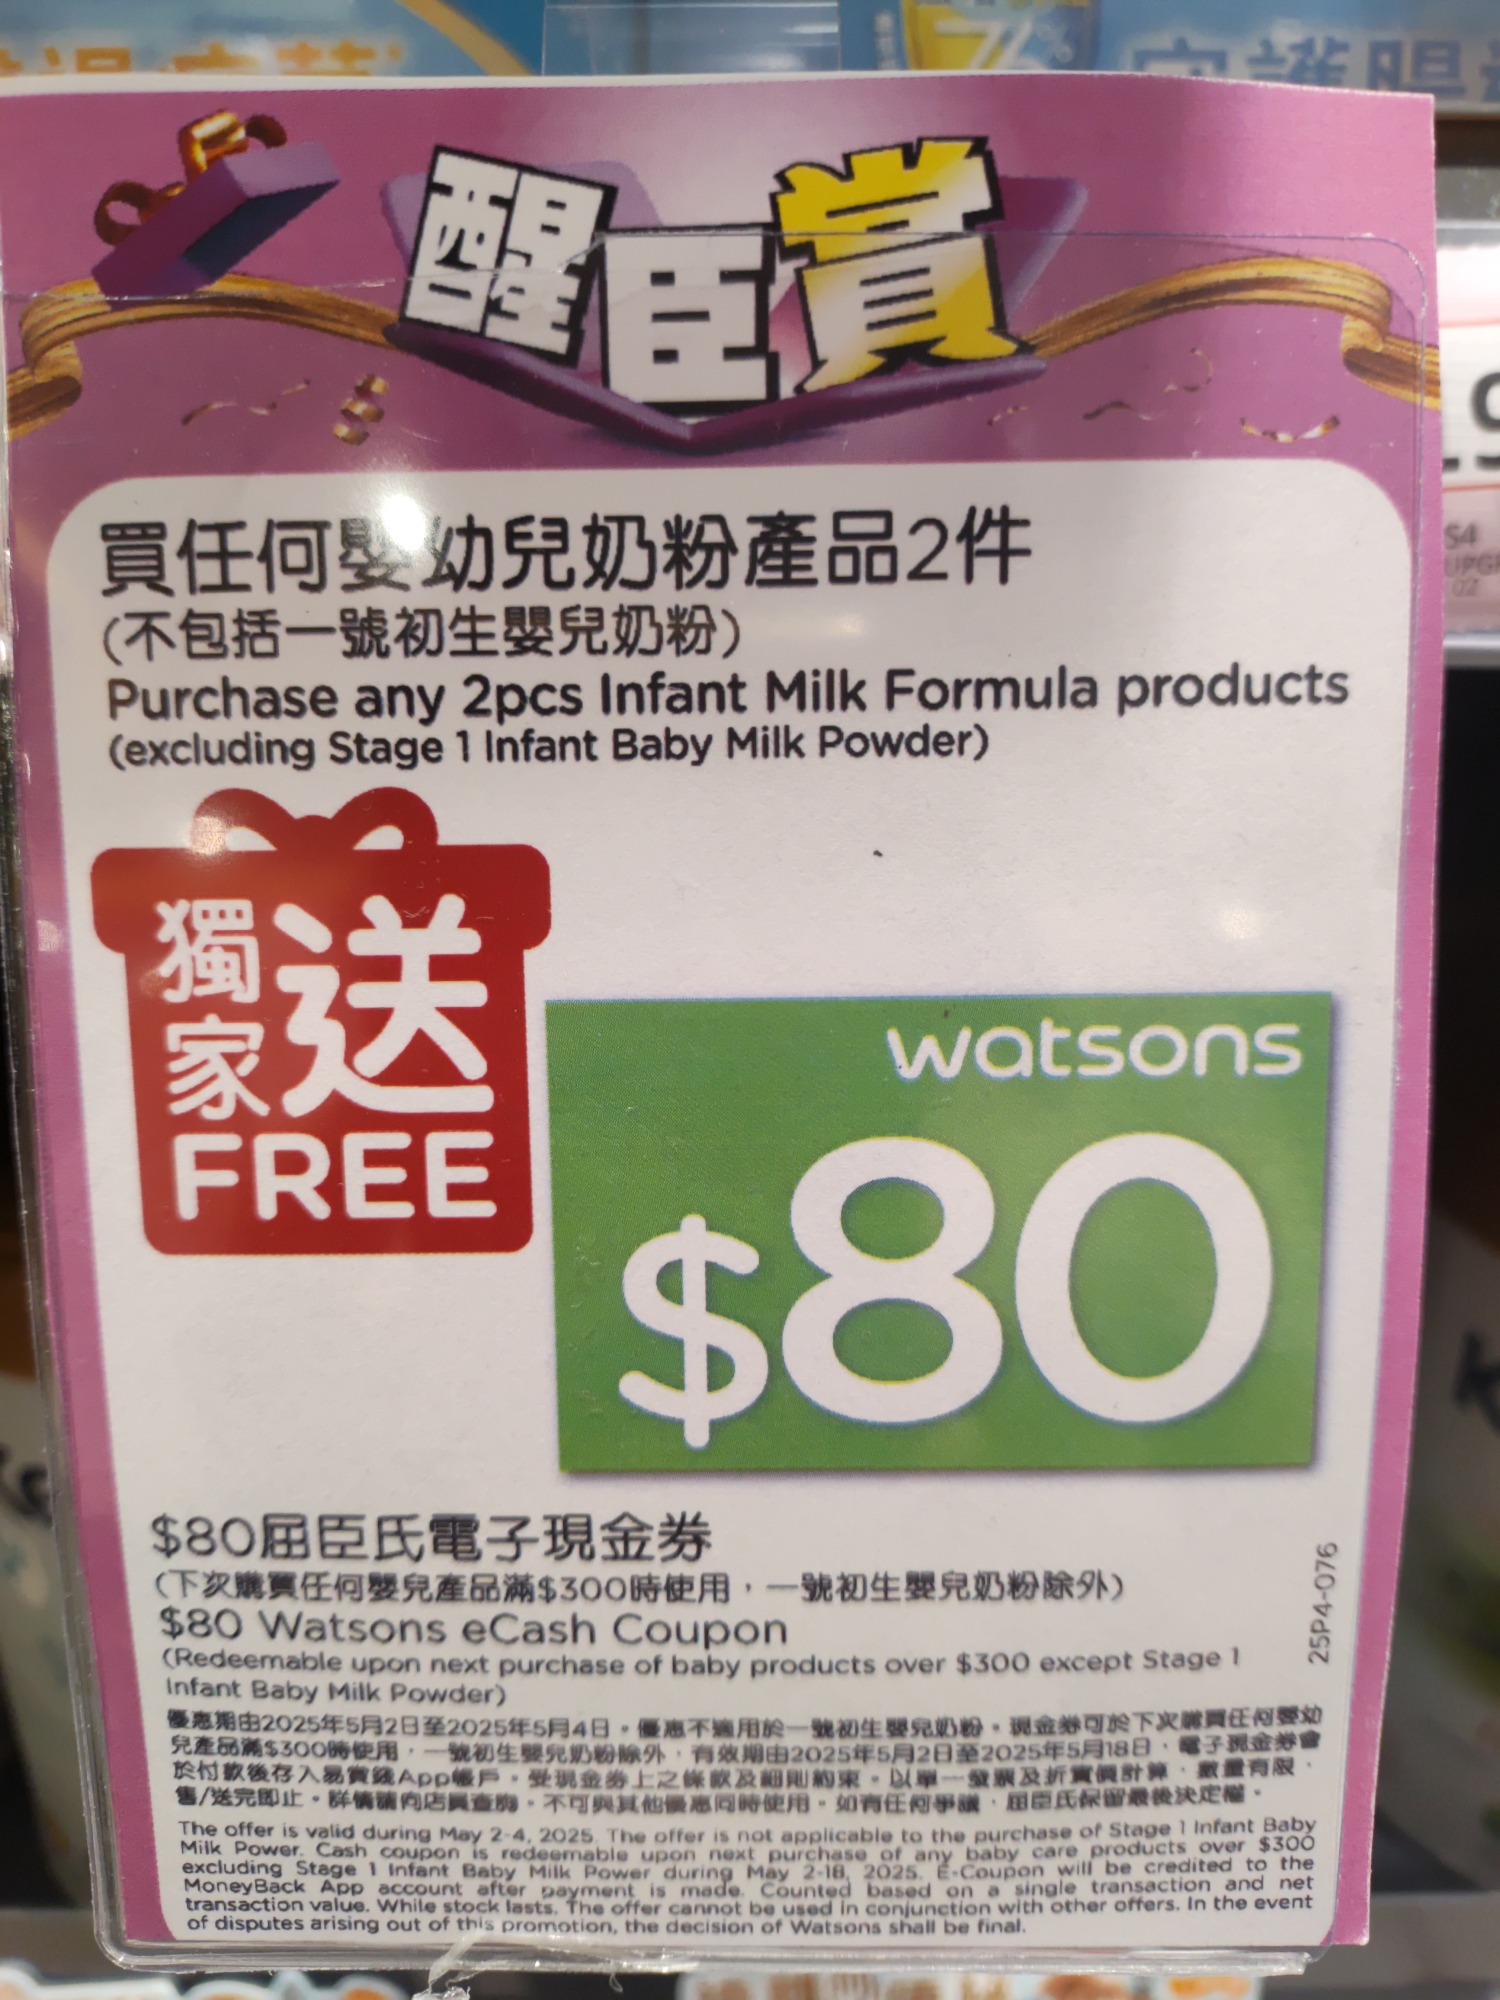 守護腸道
醒臣賞
買任何嬰幼兒奶粉產品2件
(不包括一號初生嬰兒奶粉)
Purchase any 2pcs Infant Milk Formula products
(excluding Stage 1 Infant Baby Milk Powder)
獨家送
FREE
watsons
$80
$80屈臣氏電子現金券
(下次購買任何嬰兒產品滿$300時使用，一號初生嬰兒奶粉除外)
$80 Watsons eCash Coupon
(Redeemable upon next purchase of baby products over $300 except Stage 1
Infant Baby Milk Powder)
25P4-076
優惠期由2025年5月2日至2025年5月4日。優惠不適用於一號初生嬰兒奶粉。現金券可於下次購買任何嬰幼
兒產品滿$300時使用，一號初生嬰兒奶粉除外，有效期由2025年5月2日至2025年5月18日，電子現金券會
於付款後存入易賞錢App帳戶。受現金券上之條款及細則約束。以單一發票及折實價計算，數量有限，
售/送完即止。詳情請向店員查詢。不可與其他優惠同時使用。如有任何爭議，屈臣氏保留最後決定權。
The offer is valid during May 2-4, 2025. The offer is not applicable to the purchase of Stage 1 Infant Baby
Milk Power. Cash coupon is redeemable upon next purchase of any baby care products over $300
excluding Stage 1 Infant Baby Milk Power during May 2-18, 2025. E-Coupon will be credited to the
MoneyBack App account after payment is made. Counted based on a single transaction and net
transaction value. While stock lasts. The offer cannot be used in conjunction with other offers. In the event
of disputes arising out of this promotion, the decision of Watsons shall be final.